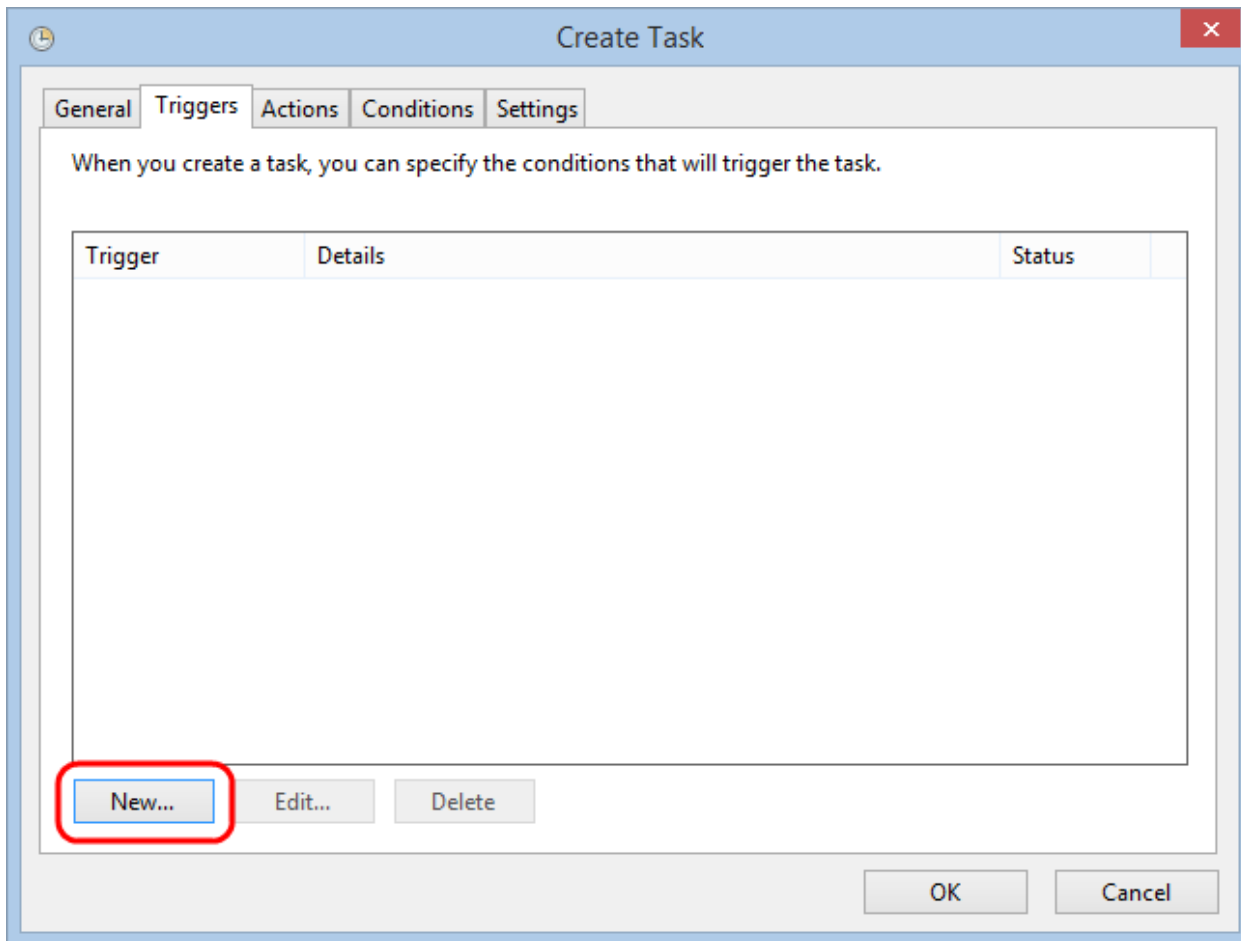 Create Task
General Triggers Actions Conditions Settings
When you create a task, you can specify the conditions that will trigger the task.
Trigger Details Status
New... Edit... Delete
OK Cancel